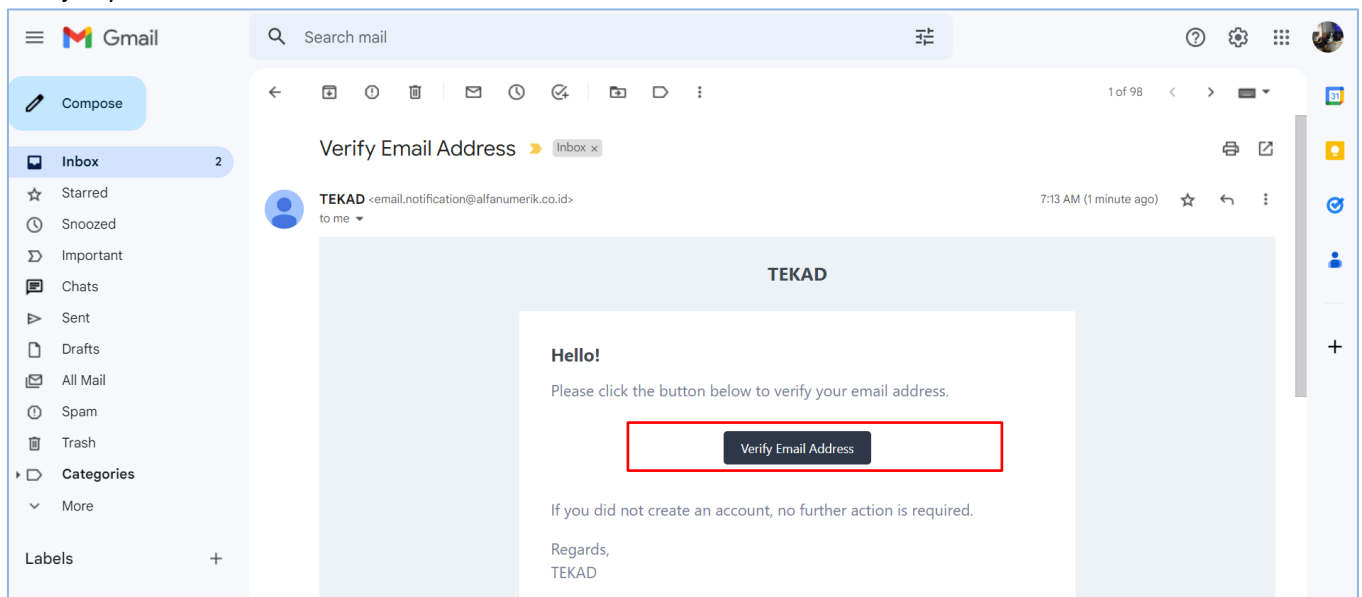 Gmail
Search mail
Compose
1 of 98
31
Verify Email Address
Inbox x
Inbox 2
Starred
Snoozed
Important
Chats
Sent
Drafts
All Mail
Spam
Trash
Categories
More
Labels
TEKAD <email.notification@alfanumerik.co.id>
7:13 AM (1 minute ago)
to me
TEKAD
Hello!
Please click the button below to verify your email address.
Verify Email Address
If you did not create an account, no further action is required.
Regards,
TEKAD